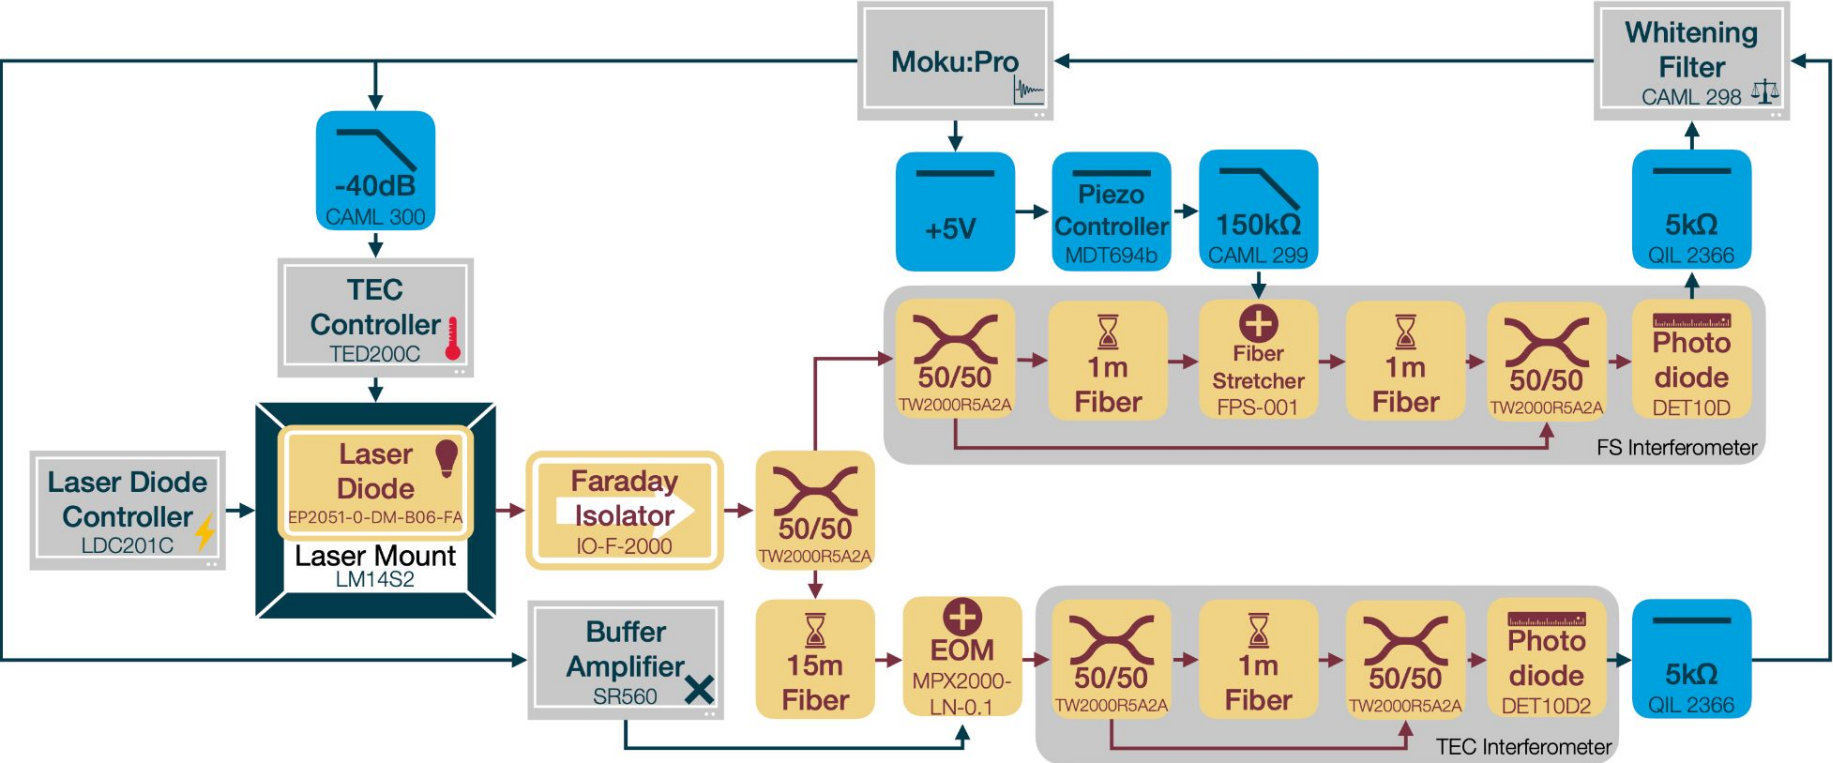 Moku:Pro
Whitening
Filter
CAML 298
-40dB
CAML 300
+5V
Piezo
Controller
MDT694b
150kΩ
CAML 299
5kΩ
QIL 2366
TEC
Controller
TED200C
50/50
TW2000R5A2A
1m
Fiber
Fiber
Stretcher
FPS-001
1m
Fiber
50/50
TW2000R5A2A
Photo
diode
DET10D
FS Interferometer
Laser Diode
Controller
LDC201C
Laser
Diode
EP2051-0-DM-B06-FA
Laser Mount
LM14S2
Faraday
Isolator
IO-F-2000
50/50
TW2000R5A2A
Buffer
Amplifier
SR560
15m
Fiber
EOM
MPX2000-
LN-0.1
50/50
TW2000R5A2A
1m
Fiber
50/50
TW2000R5A2A
Photo
diode
DET10D2
TEC Interferometer
5kΩ
QIL 2366